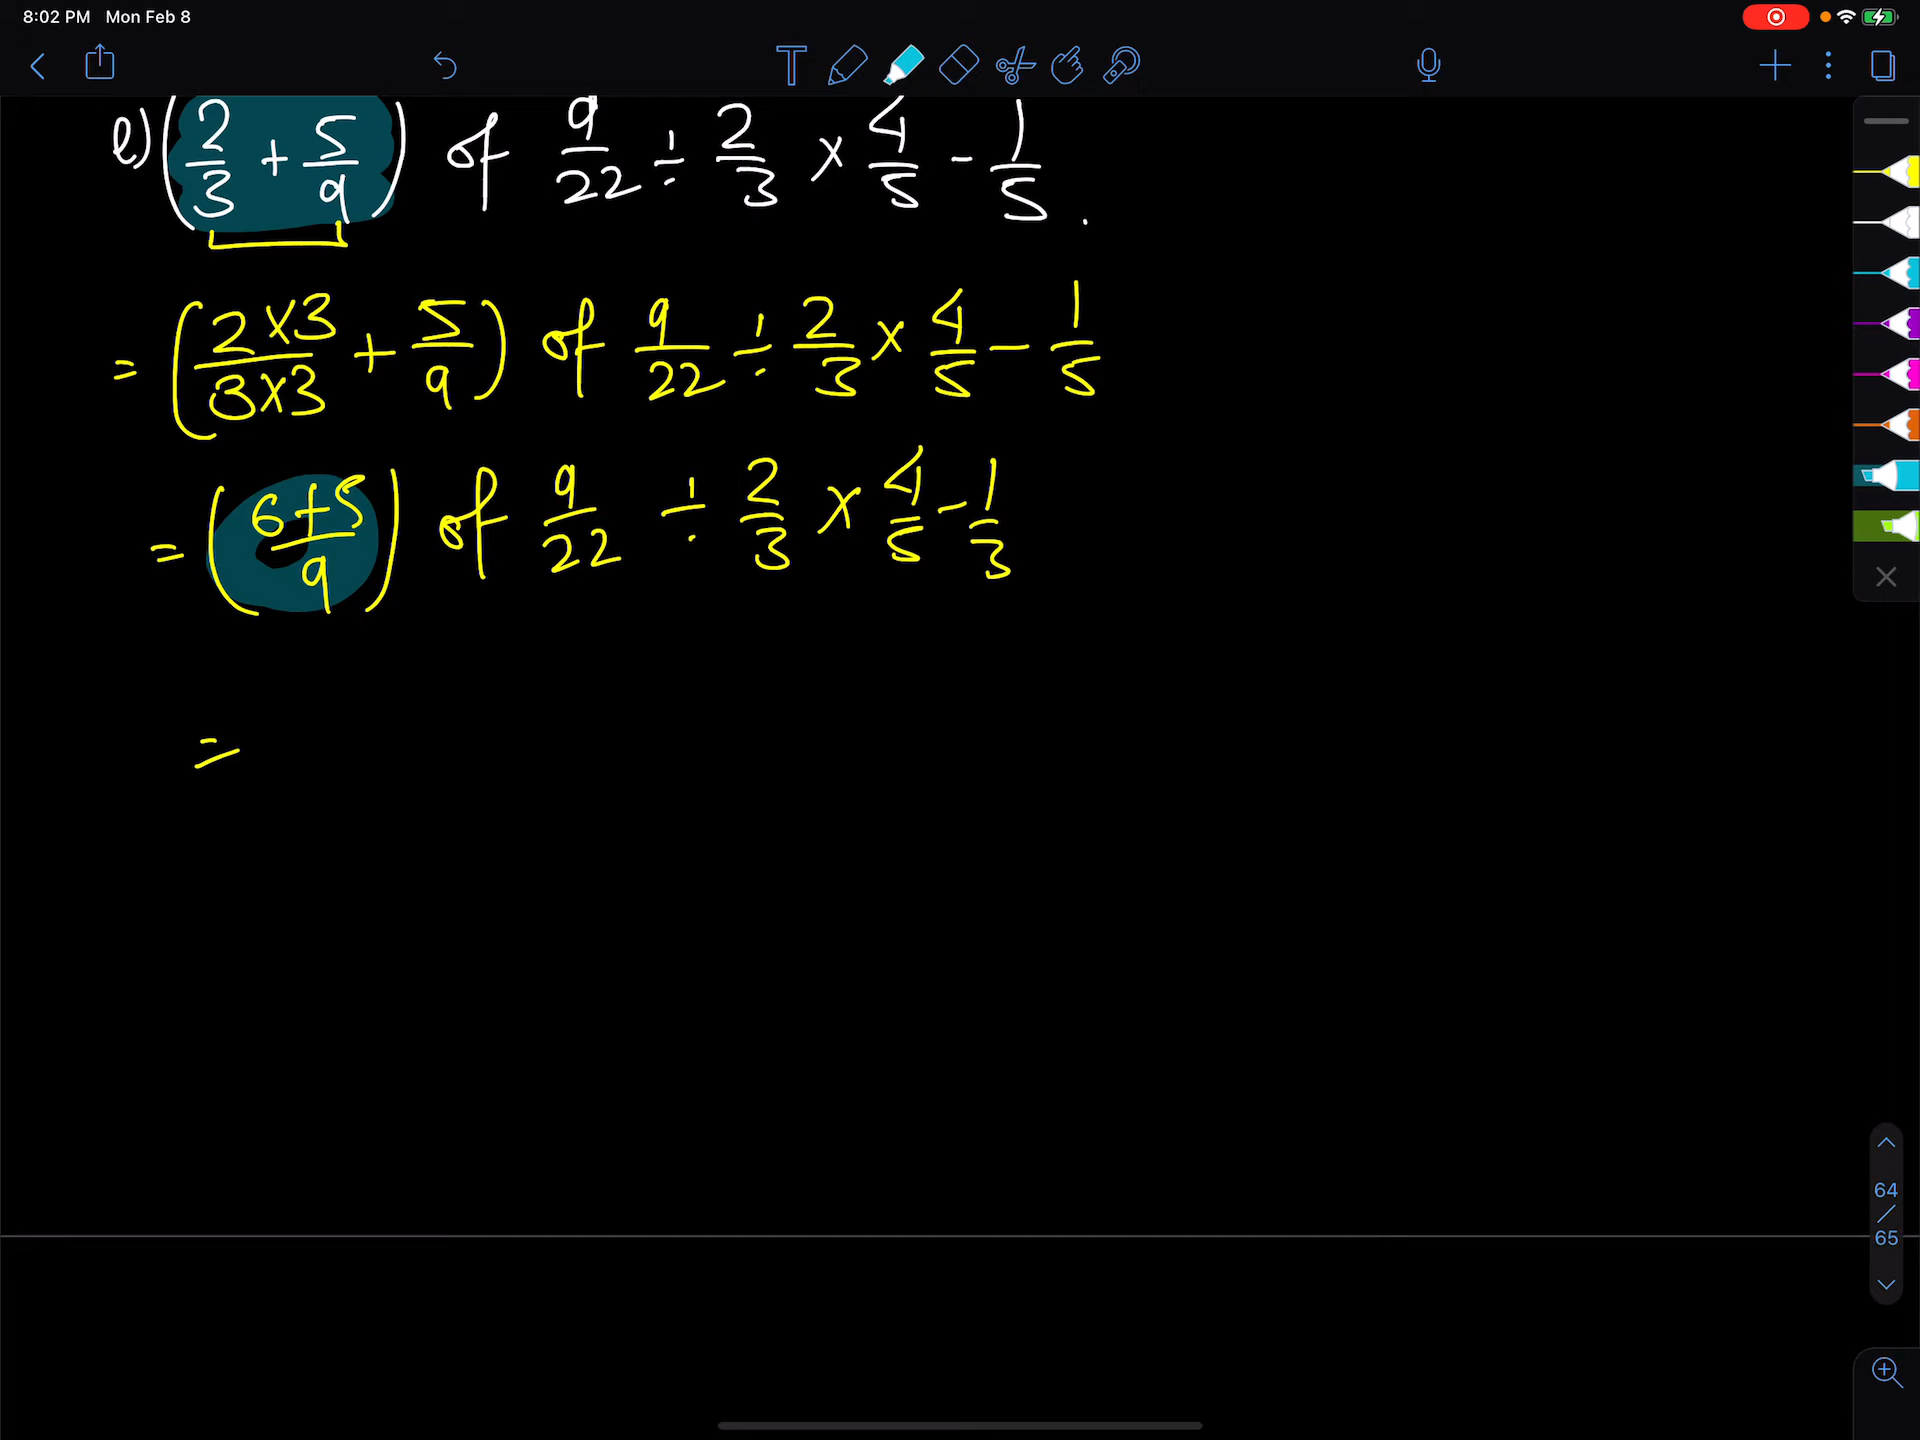 8:02 PM Mon Feb 8
T
e) (2/3 + 5/9) of 9/22 ÷ 2/3 × 4/5 - 1/5 .
= (2×3/3×3 + 5/9) of 9/22 ÷ 2/3 × 4/5 - 1/5
= (6+5/9) of 9/22 ÷ 2/3 × 4/5 - 1/3
=
64
/
65